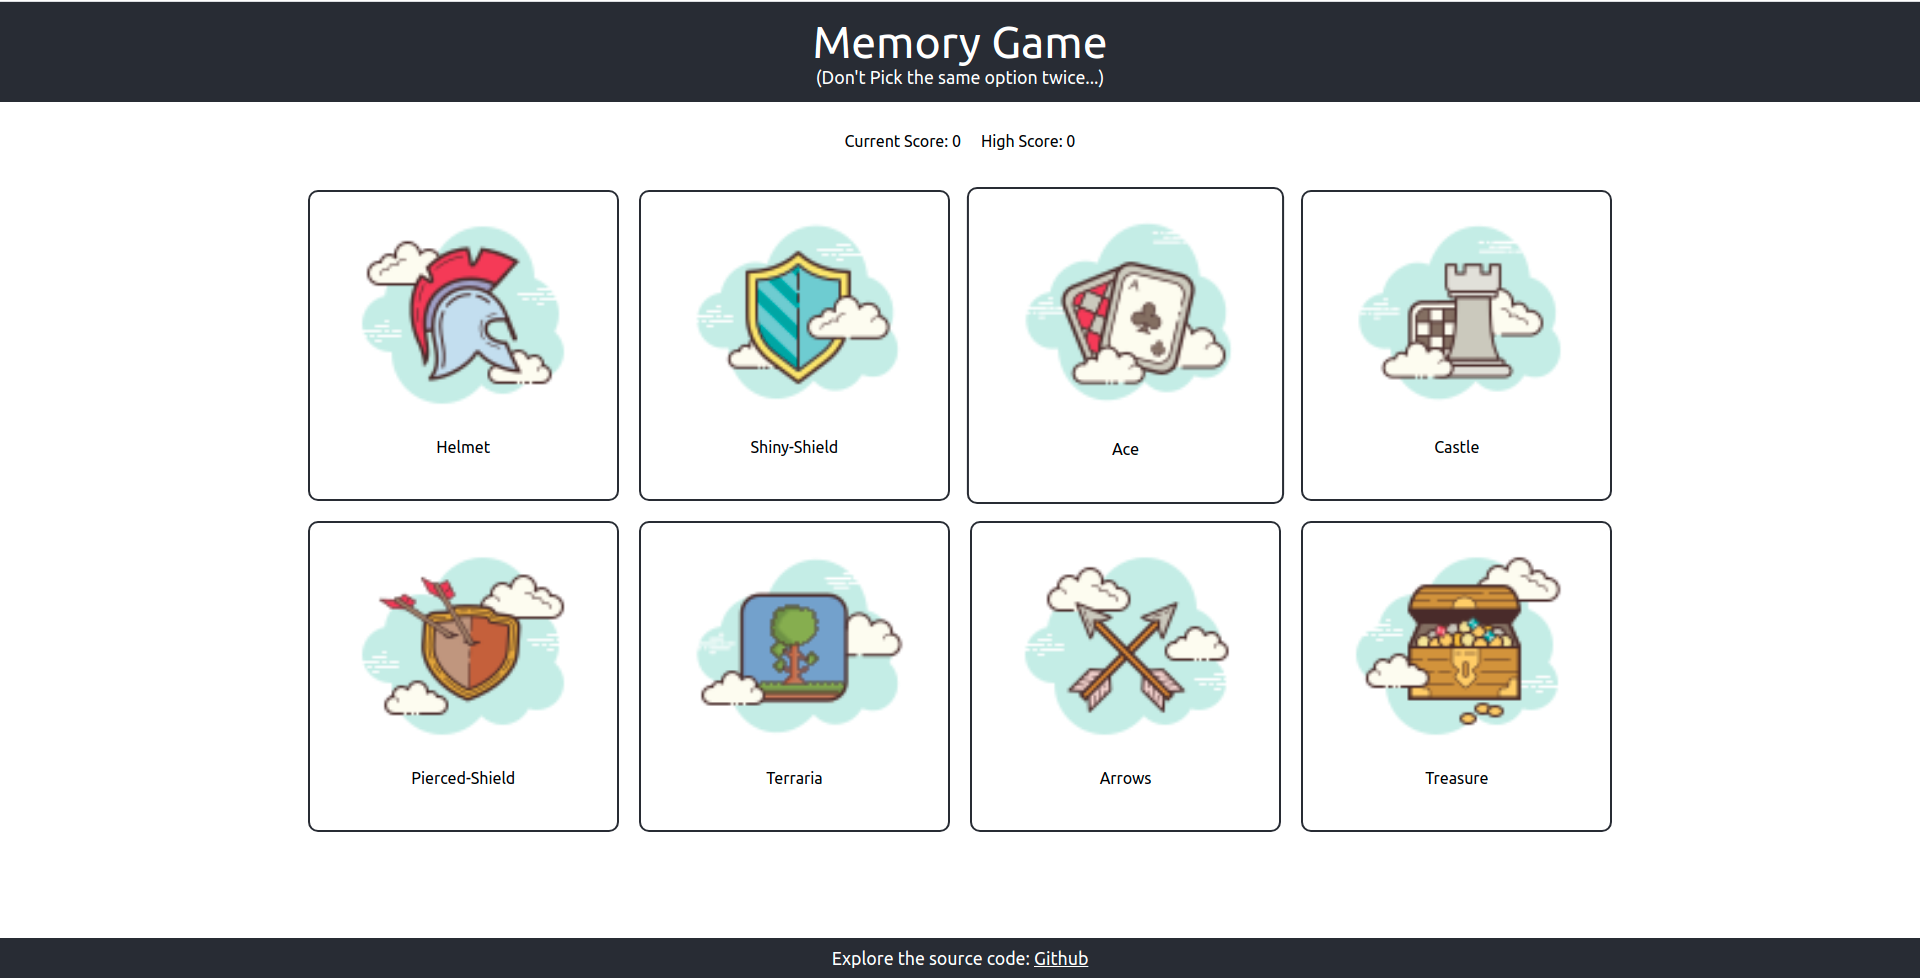 Memory Game
(Don't Pick the same option twice...)
Current Score: 0 High Score: 0
A
Helmet Shiny-Shield Ace Castle
Pierced-Shield Terraria Arrows Treasure
Explore the source code: Github